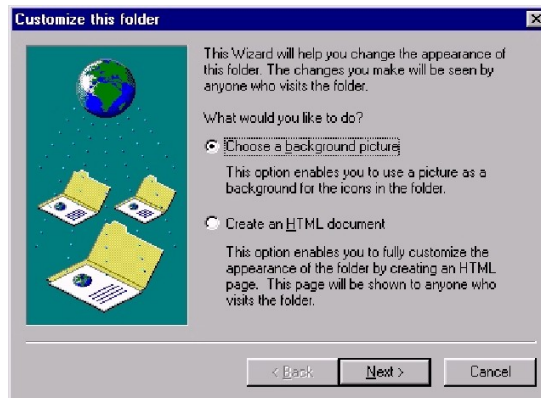 Customize this folder
This Wizard will help you change the appearance of
this folder. The changes you make will be seen by
anyone who visits the folder.
What would you like to do?
Choose a background picture
This option enables you to use a picture as a
background for the icons in the folder.
Create an HTML document
This option enables you to fully customize the
appearance of the folder by creating an HTML
page. This page will be shown to anyone who
visits the folder.
< Back Next > Cancel